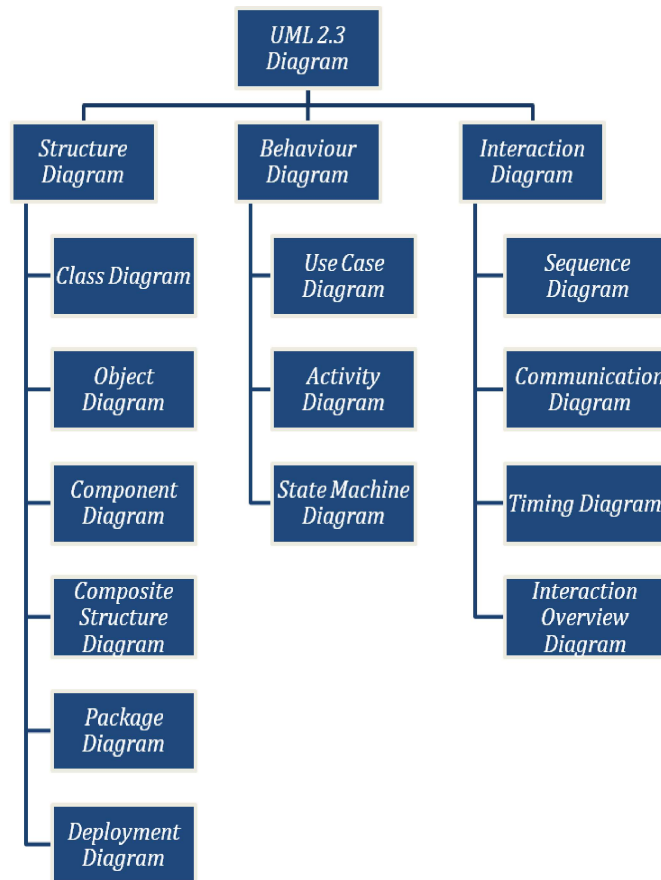 UML 2.3
Diagram
Structure
Diagram
Class Diagram
Object
Diagram
Component
Diagram
Composite
Structure
Diagram
Package
Diagram
Deployment
Diagram
Behaviour
Diagram
Use Case
Diagram
Activity
Diagram
State Machine
Diagram
Interaction
Diagram
Sequence
Diagram
Communication
Diagram
Timing Diagram
Interaction
Overview
Diagram